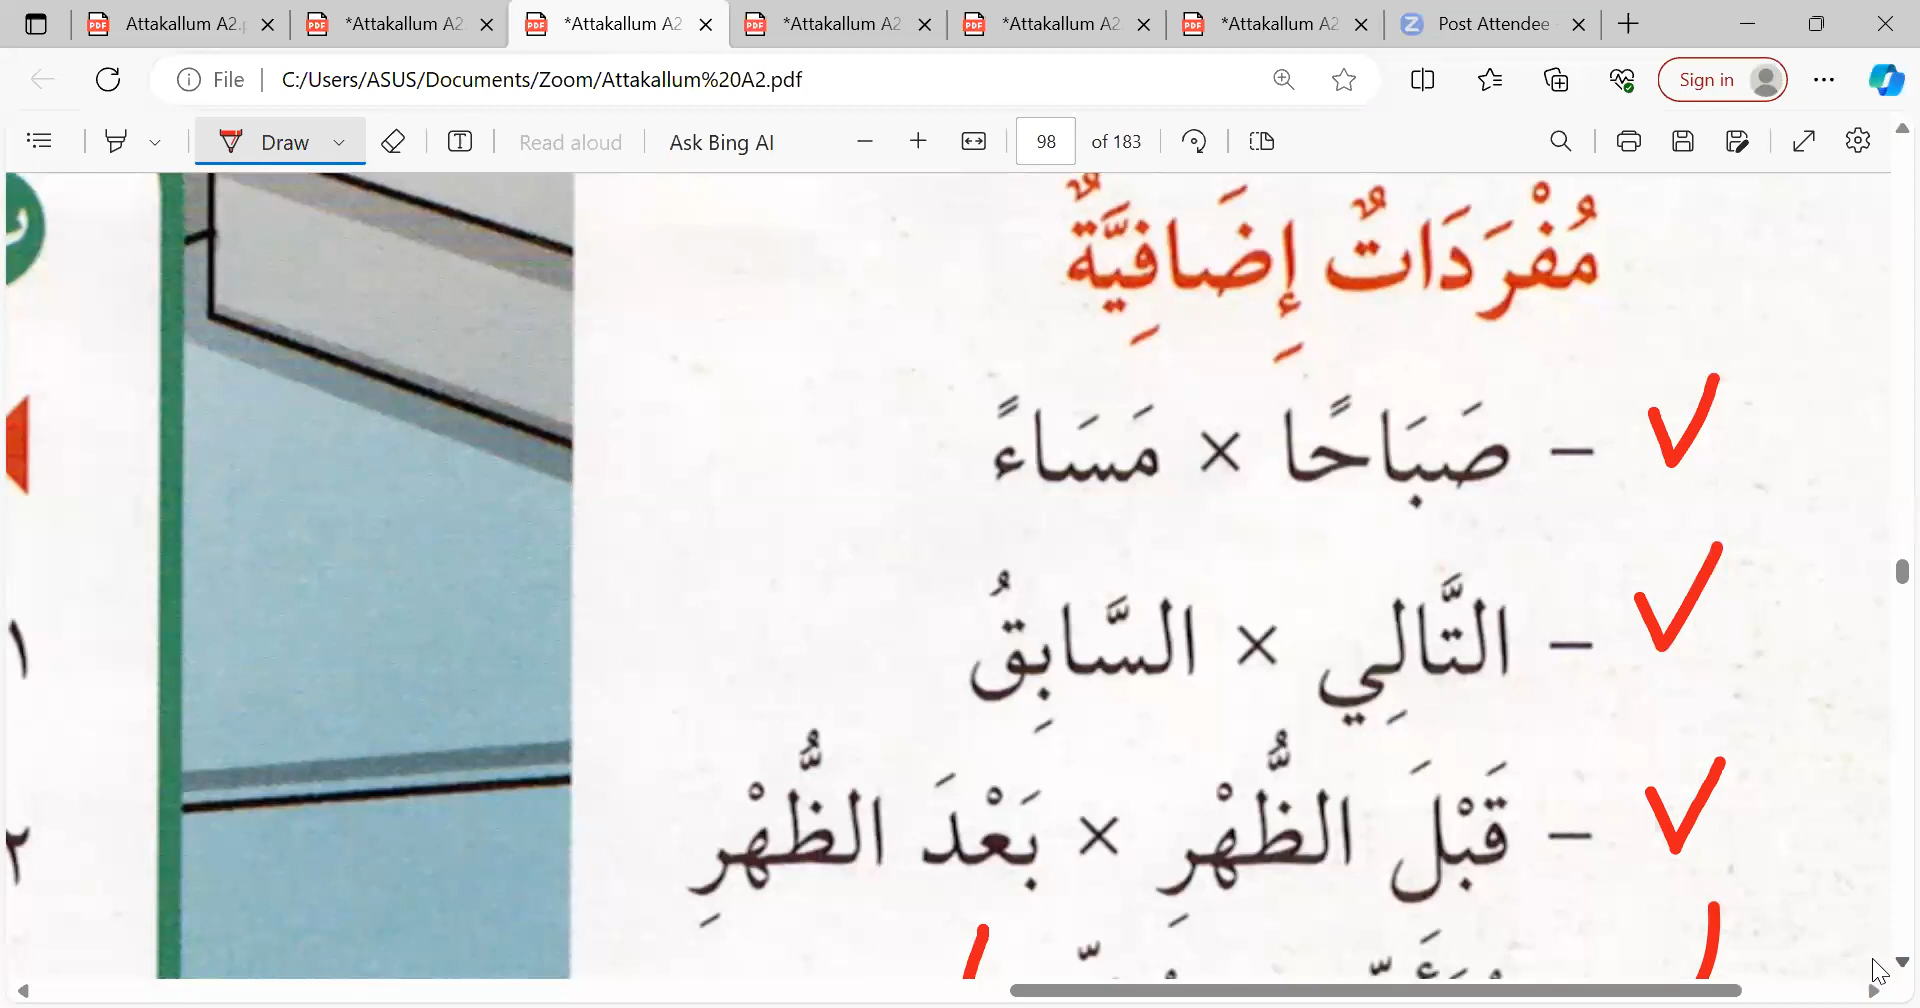 Attakallum A2.p
*Attakallum A2
*Attakallum A2
*Attakallum A2
*Attakallum A2
*Attakallum A2
Post Attendee
File
C:/Users/ASUS/Documents/Zoom/Attakallum%20A2.pdf
Sign in
Draw
Read aloud
Ask Bing AI
98
of 183
مُفْرَدَاتٌ إِضَافِيَّةٌ
– صَبَاحًا × مَسَاءً
– التَّالِي × السَّابِقُ
– قَبْلَ الظُّهْرِ × بَعْدَ الظُّهْرِ
١
٢